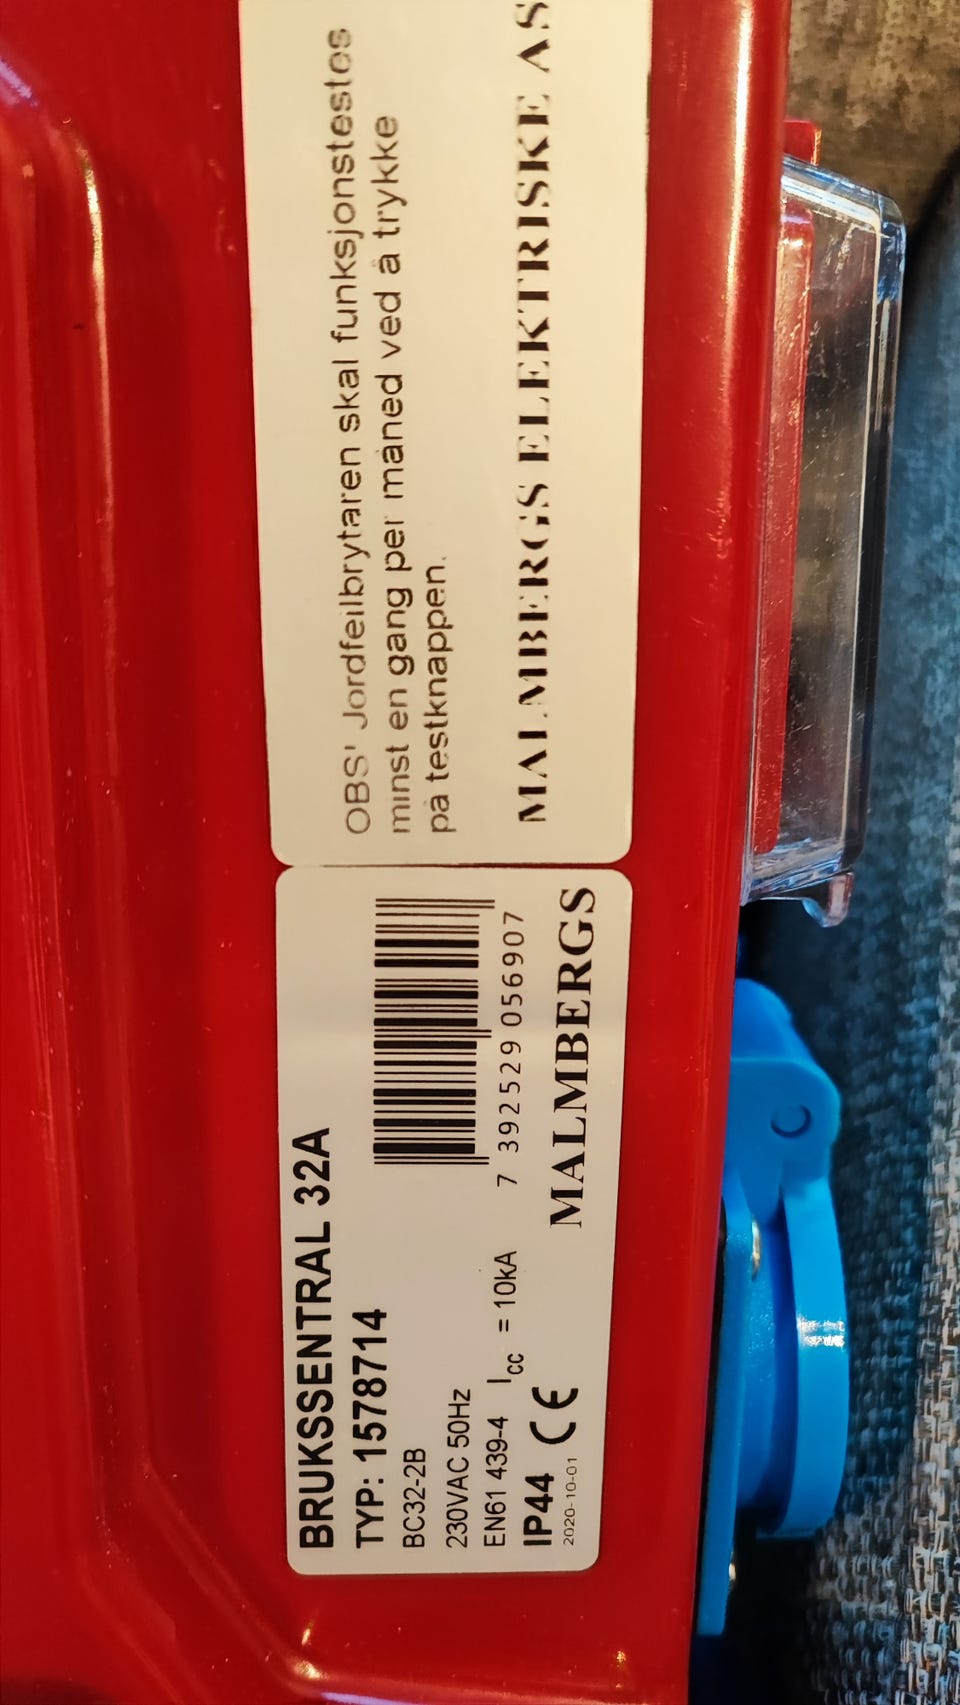 BRUKSSENTRAL 32A
TYP: 1578714
BC32-2B
230VAC 50Hz
EN61 439-4 Icc = 10kA
IP44 CE
2020-10-01
7 392529 056907
MALMBERGS
OBS' Jordfeilbrytaren skal funksjonstestes
minst en gang per måned ved å trykke
på testknappen.
MALMBERGS ELEKTRISKE AS